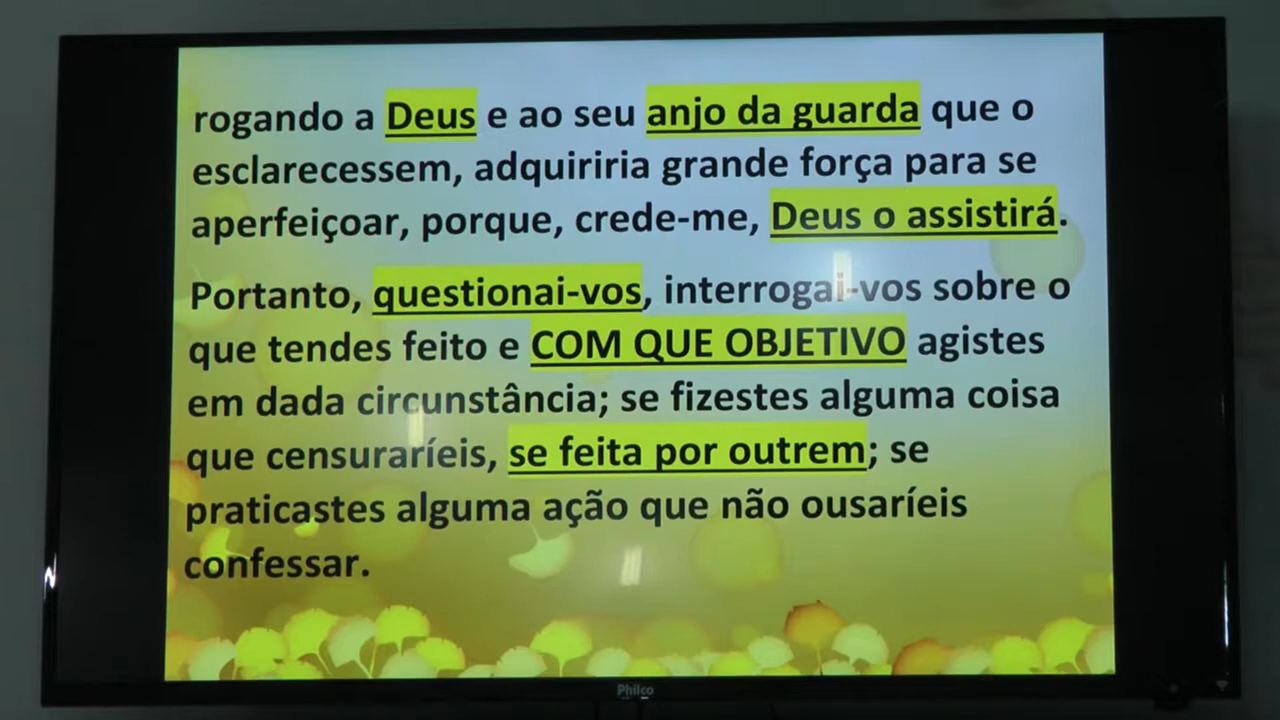 rogando a Deus e ao seu anjo da guarda que o
esclarecessem, adquiriria grande força para se
aperfeiçoar, porque, crede-me, Deus o assistirá.
Portanto, questionai-vos, interrogai-vos sobre o
que tendes feito e COM QUE OBJETIVO agistes
em dada circunstância; se fizestes alguma coisa
que censuraríeis, se feita por outrem; se
praticastes alguma ação que não ousaríeis
confessar.
Philco